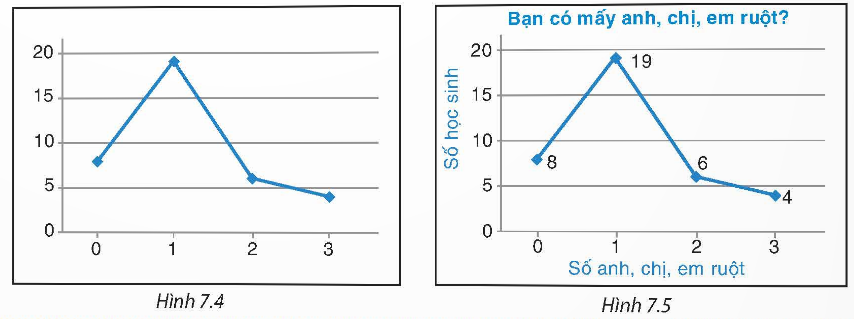 20
15
10
5
0
0 1 2 3
Hình 7.4
Bạn có mấy anh, chị, em ruột?
Số học sinh
20
15
10
5
0
8
19
6
4
0 1 2 3
Số anh, chị, em ruột
Hình 7.5